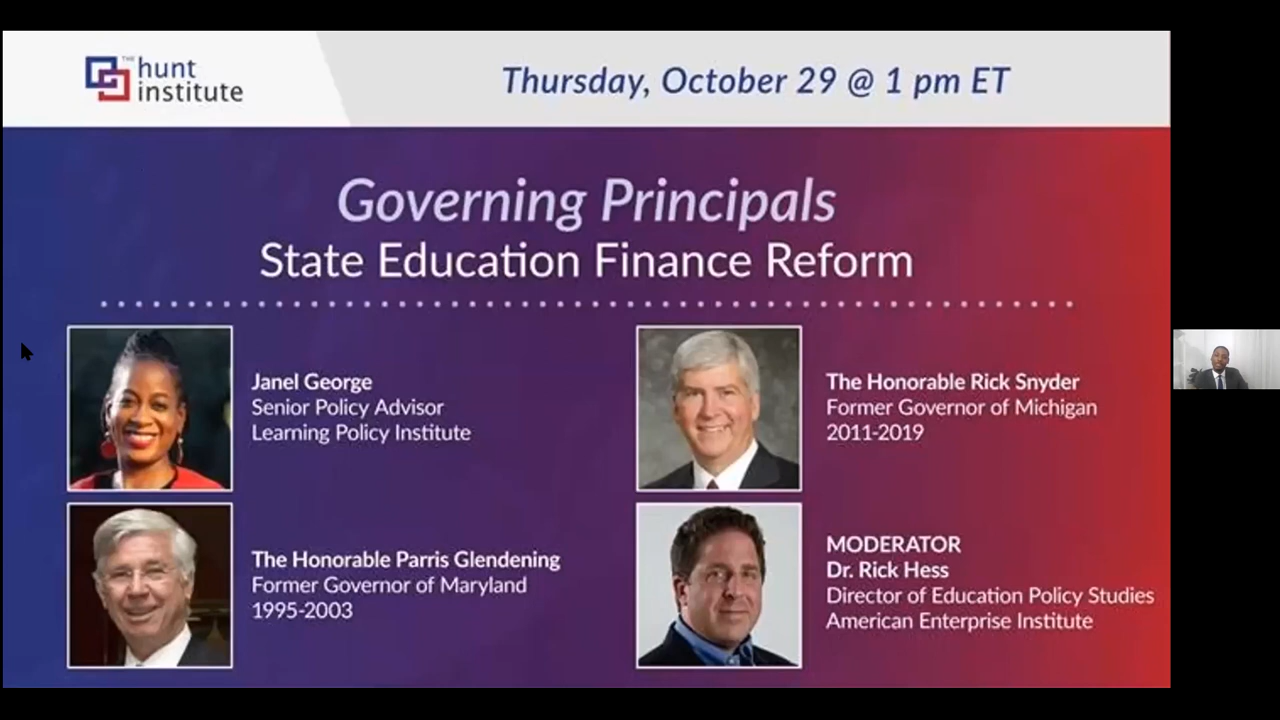 THE
hunt
institute
Thursday, October 29 @ 1 pm ET
Governing Principals
State Education Finance Reform
Janel George
Senior Policy Advisor
Learning Policy Institute
The Honorable Rick Snyder
Former Governor of Michigan
2011-2019
The Honorable Parris Glendening
Former Governor of Maryland
1995-2003
MODERATOR
Dr. Rick Hess
Director of Education Policy Studies
American Enterprise Institute